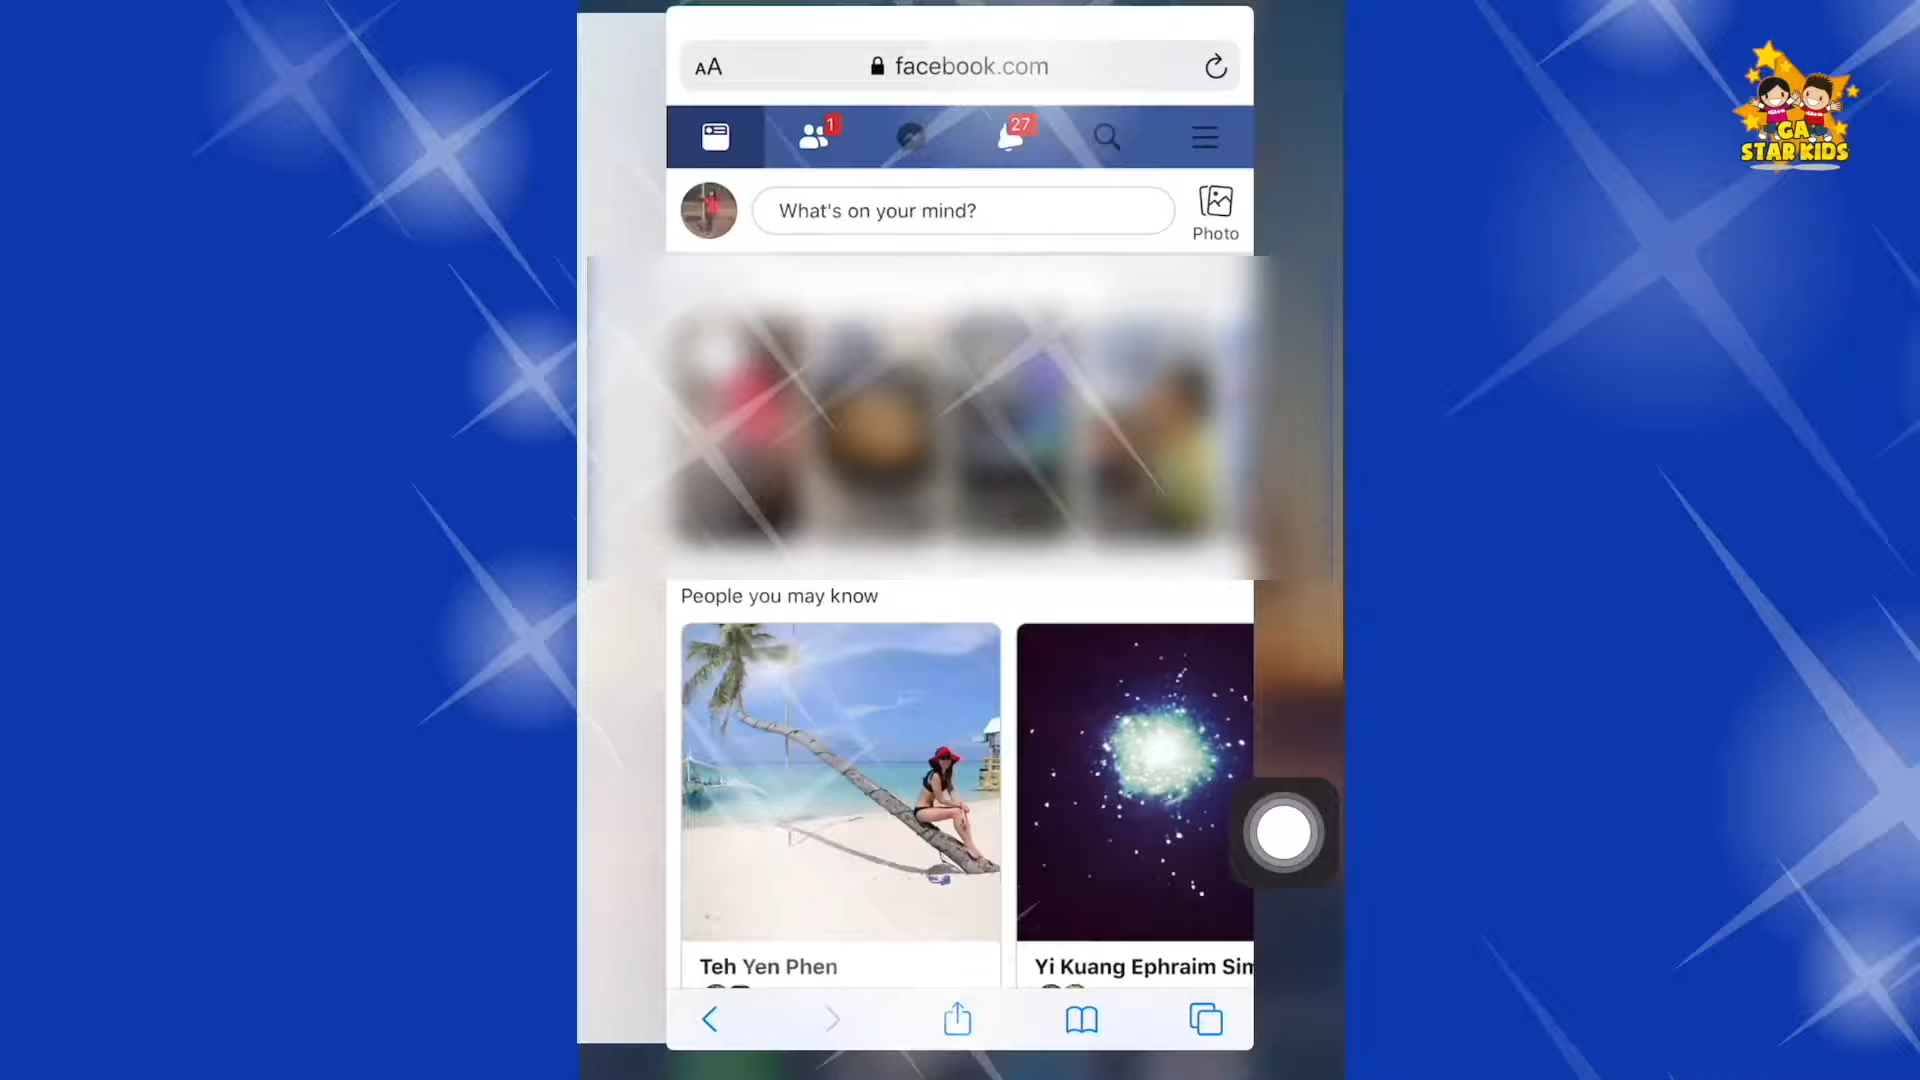 AA
facebook.com
1
27
What's on your mind?
Photo
People you may know
Teh Yen Phen
Yi Kuang Ephraim Sim
GA
STAR KIDS